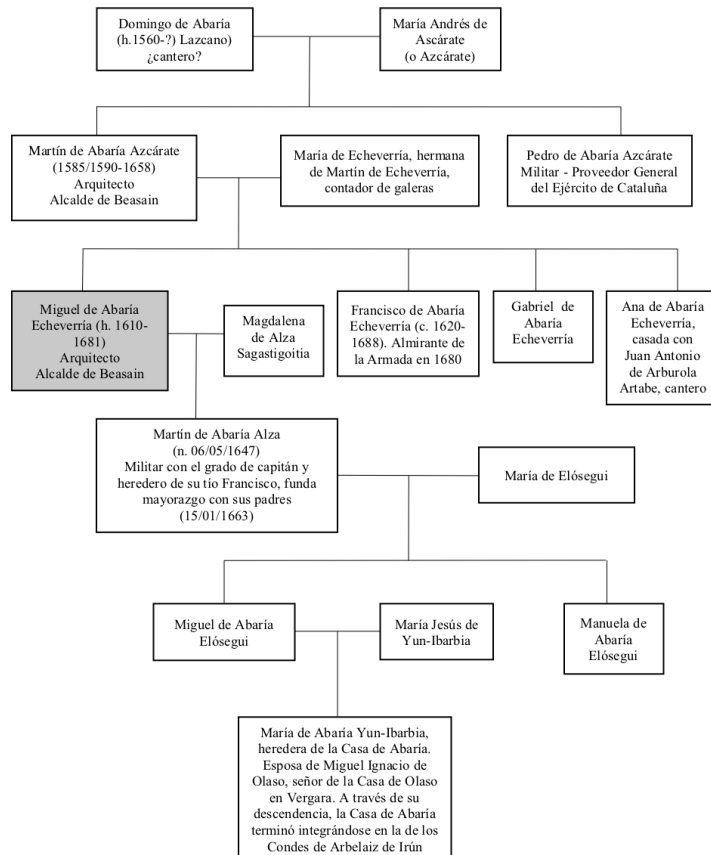 Domingo de Abaría
(h.1560-?) Lazcano)
¿cantero?
María Andrés de
Ascárate
(o Azcárate)
Martín de Abaría Azcárate
(1585/1590-1658)
Arquitecto
Alcalde de Beasain
María de Echeverría, hermana
de Martín de Echeverría,
contador de galeras
Pedro de Abaría Azcárate
Militar - Proveedor General
del Ejército de Cataluña
Miguel de Abaría
Echeverría (h. 1610-
1681)
Arquitecto
Alcalde de Beasain
Magdalena
de Alza
Sagastigoitia
Francisco de Abaría
Echeverría (c. 1620-
1688). Almirante de
la Armada en 1680
Gabriel de
Abaría
Echeverría
Ana de Abaría
Echeverría,
casada con
Juan Antonio
de Arburola
Artabe, cantero
Martín de Abaría Alza
(n. 06/05/1647)
Militar con el grado de capitán y
heredero de su tío Francisco, funda
mayorazgo con sus padres
(15/01/1663)
María de Elósegui
Miguel de Abaría
Elósegui
María Jesús de
Yun-Ibarbia
Manuela de
Abaría
Elósegui
María de Abaría Yun-Ibarbia,
heredera de la Casa de Abaría.
Esposa de Miguel Ignacio de
Olaso, señor de la Casa de Olaso
en Vergara. A través de su
descendencia, la Casa de Abaría
terminó integrándose en la de los
Condes de Arbelaiz de Irún